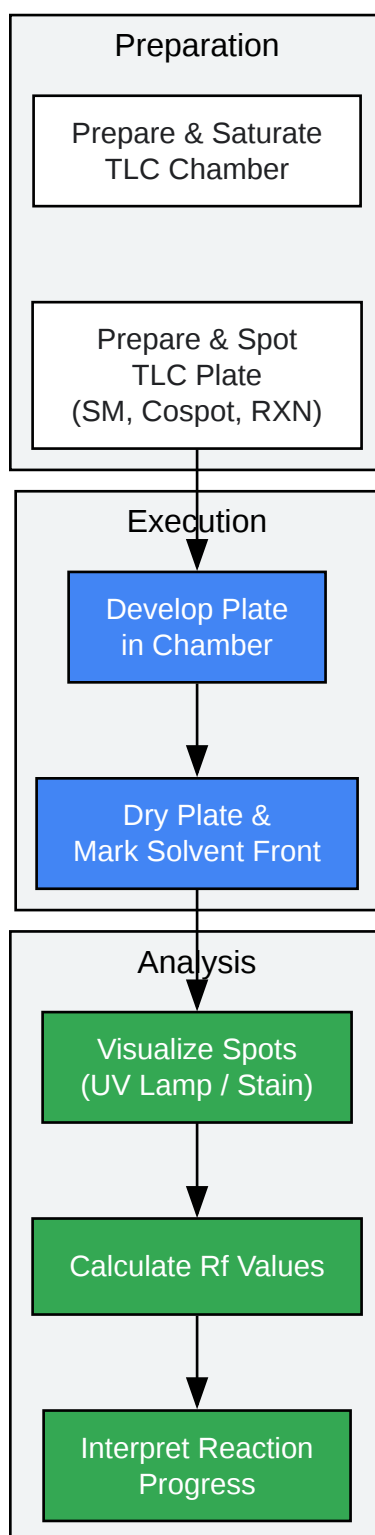 Preparation
Prepare & Saturate
TLC Chamber
Prepare & Spot
TLC Plate
(SM, Cospot, RXN)
Execution
Develop Plate
in Chamber
Dry Plate &
Mark Solvent Front
Analysis
Visualize Spots
(UV Lamp / Stain)
Calculate Rf Values
Interpret Reaction
Progress